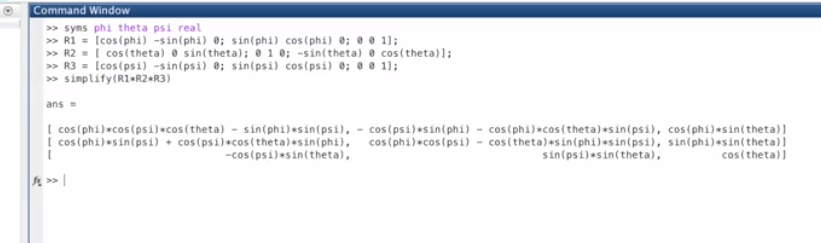 Command Window
>> syms phi theta psi real
>> R1 = [cos(phi) -sin(phi) 0; sin(phi) cos(phi) 0; 0 0 1];
>> R2 = [ cos(theta) 0 sin(theta); 0 1 0; -sin(theta) 0 cos(theta)];
>> R3 = [cos(psi) -sin(psi) 0; sin(psi) cos(psi) 0; 0 0 1];
>> simplify(R1*R2*R3)
ans =
[ cos(phi)*cos(psi)*cos(theta) - sin(phi)*sin(psi), - cos(psi)*sin(phi) - cos(phi)*cos(theta)*sin(psi), cos(phi)*sin(theta)]
[ cos(phi)*sin(psi) + cos(psi)*cos(theta)*sin(phi), cos(phi)*cos(psi) - cos(theta)*sin(phi)*sin(psi), sin(phi)*sin(theta)]
[ -cos(psi)*sin(theta), sin(psi)*sin(theta), cos(theta)]
fx >>